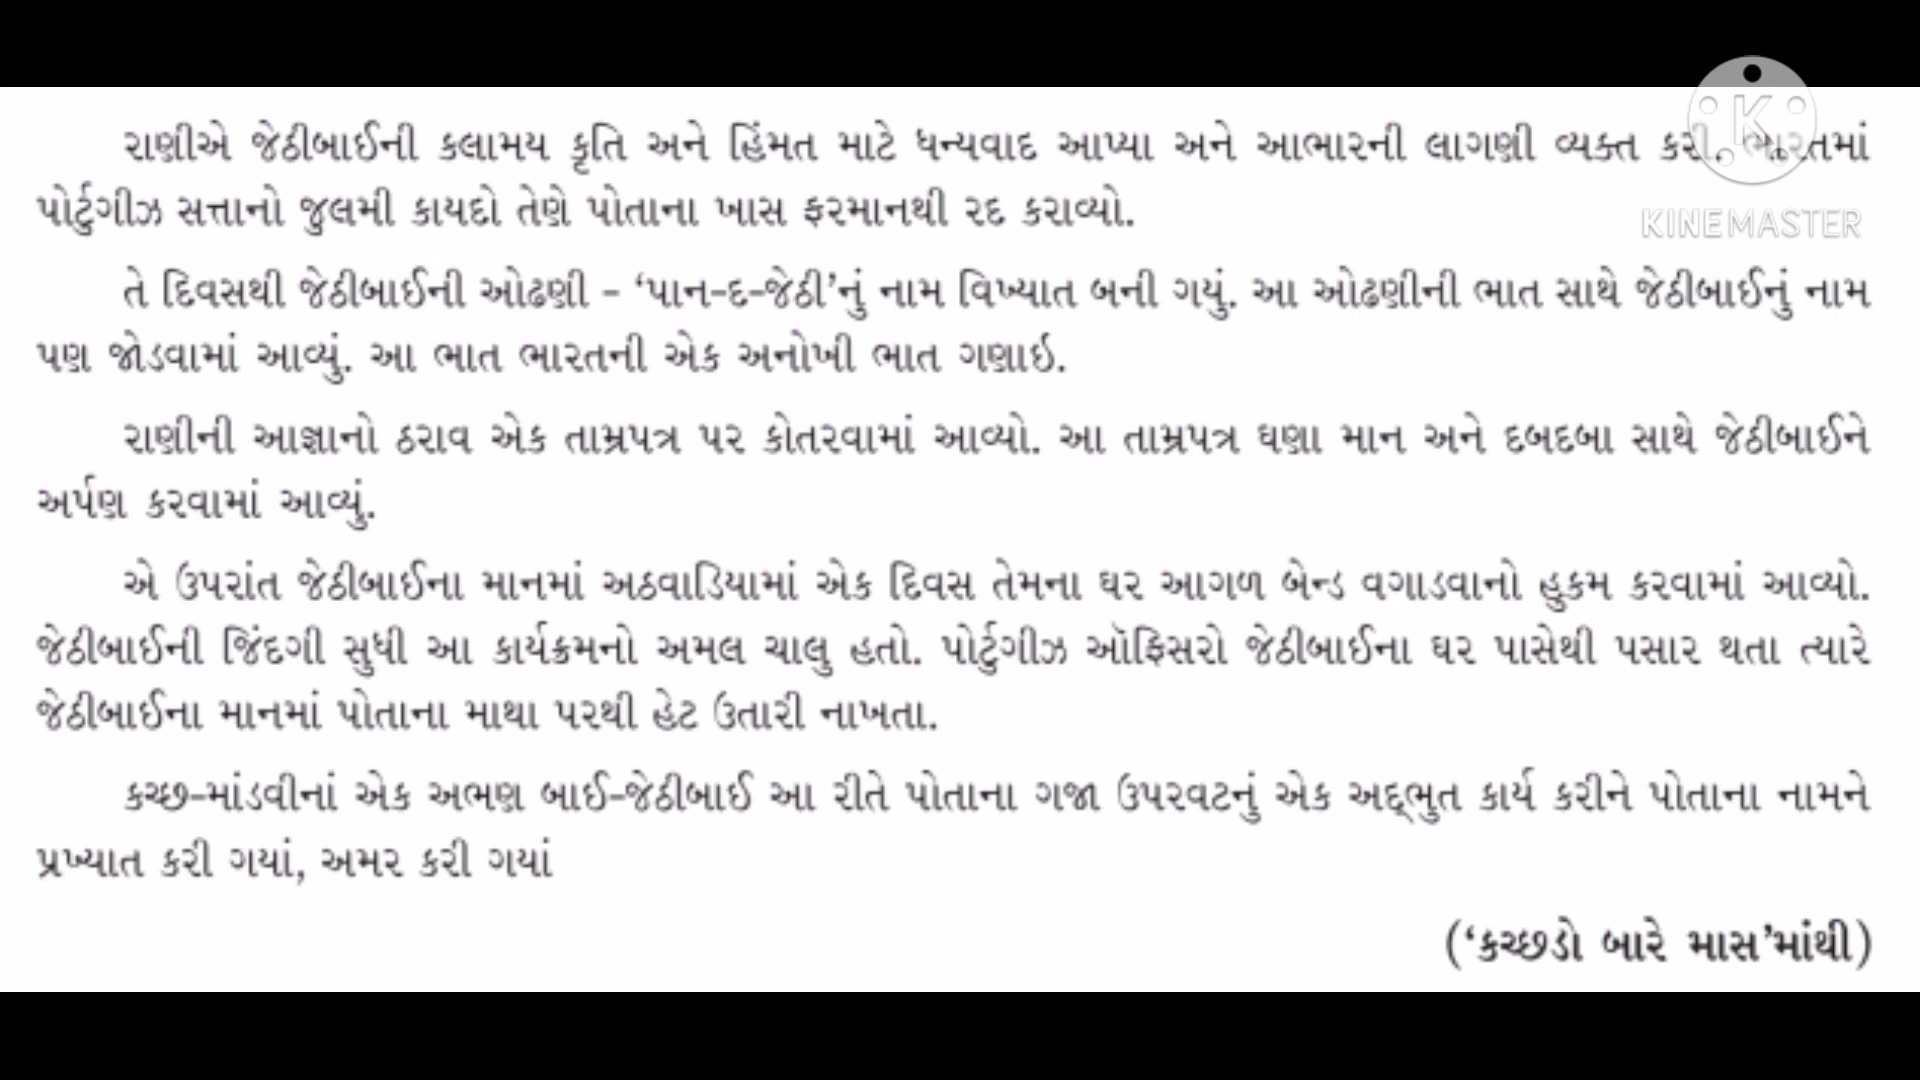 રાણીએ જેઠીબાઈની કલામય કૃતિ અને હિંમત માટે ધન્યવાદ આપ્યા અને આભારની લાગણી વ્યક્ત કરી. ભારતમાં
પોર્ટુગીઝ સત્તાનો જુલમી કાયદો તેણે પોતાના ખાસ ફરમાનથી રદ કરાવ્યો.
તે દિવસથી જેઠીબાઈની ઓઢણી - ‘પાન-દ-જેઠી’નું નામ વિખ્યાત બની ગયું. આ ઓઢણીની ભાત સાથે જેઠીબાઈનું નામ
પણ જોડવામાં આવ્યું. આ ભાત ભારતની એક અનોખી ભાત ગણાઇ.
રાણીની આજ્ઞાનો ઠરાવ એક તામ્રપત્ર પર કોતરવામાં આવ્યો. આ તામ્રપત્ર ઘણા માન અને દબદબા સાથે જેઠીબાઈને
અર્પણ કરવામાં આવ્યું.
એ ઉપરાંત જેઠીબાઈના માનમાં અઠવાડિયામાં એક દિવસ તેમના ઘર આગળ બેન્ડ વગાડવાનો હુકમ કરવામાં આવ્યો.
જેઠીબાઈની જિંદગી સુધી આ કાર્યક્રમનો અમલ ચાલુ હતો. પોર્ટુગીઝ ઑફિસરો જેઠીબાઈના ઘર પાસેથી પસાર થતા ત્યારે
જેઠીબાઈના માનમાં પોતાના માથા પરથી હેટ ઉતારી નાખતા.
કચ્છ-માંડવીનાં એક અભણ બાઈ-જેઠીબાઈ આ રીતે પોતાના ગજા ઉપરવટનું એક અદ્ભુત કાર્ય કરીને પોતાના નામને
પ્રખ્યાત કરી ગયાં, અમર કરી ગયાં
(‘કચ્છડો બારે માસ’માંથી)
K
KINEMASTER